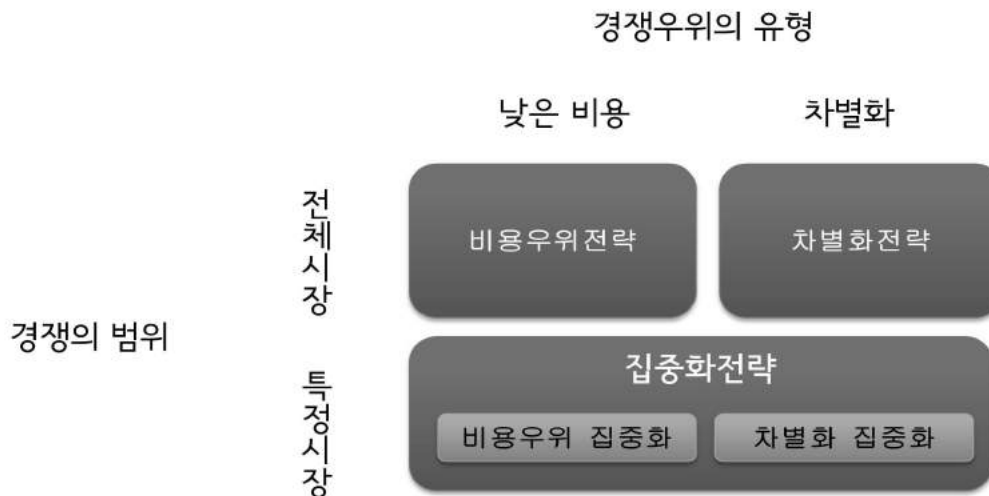 경쟁우위의 유형
낮은 비용 차별화
전체시장
비용우위전략 차별화전략
경쟁의 범위
특정시장
집중화전략
비용우위 집중화 차별화 집중화